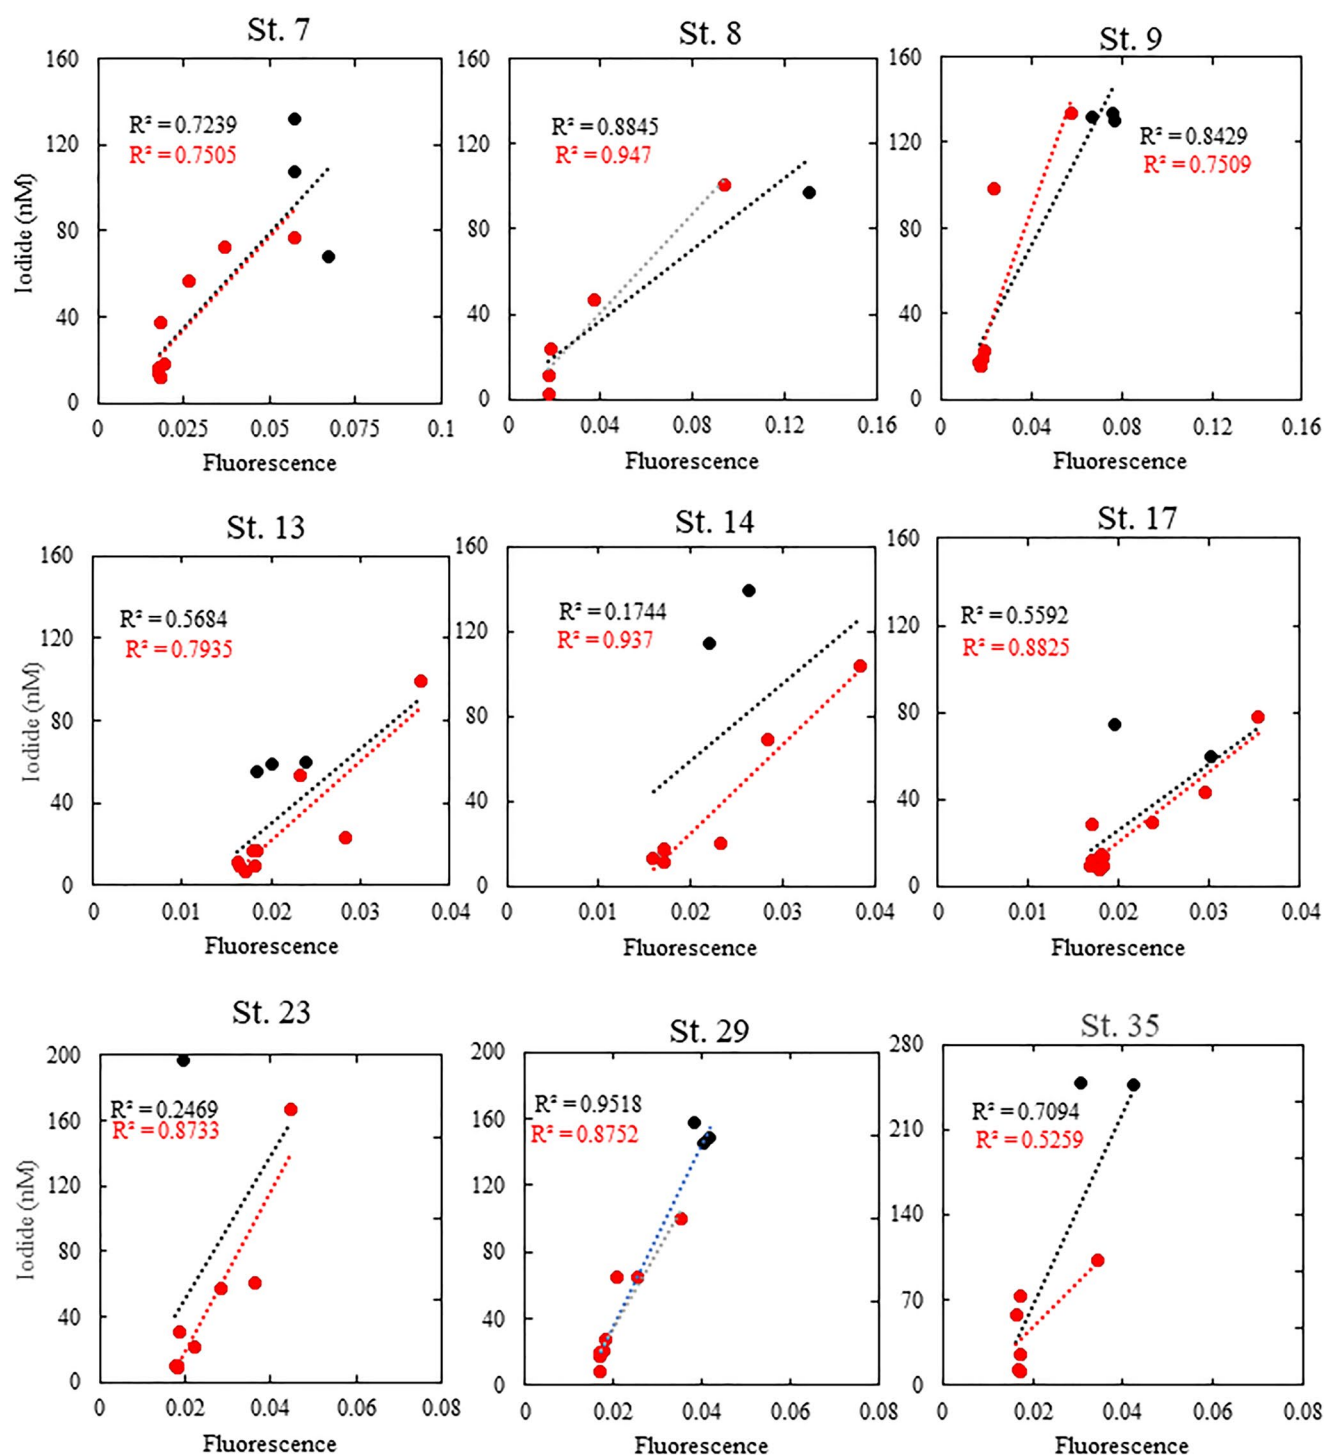 St. 7
160
120
80
40
0
Iodide (nM)
R² = 0.7239
R² = 0.7505
0 0.025 0.05 0.075 0.1
Fluorescence
St. 8
160
120
80
40
0
R² = 0.8845
R² = 0.947
0 0.04 0.08 0.12 0.16
Fluorescence
St. 9
160
120
80
40
0
R² = 0.8429
R² = 0.7509
0 0.04 0.08 0.12 0.16
Fluorescence
St. 13
160
120
80
40
0
Iodide (nM)
R² = 0.5684
R² = 0.7935
0 0.01 0.02 0.03 0.04
Fluorescence
St. 14
160
120
80
40
0
R² = 0.1744
R² = 0.937
0 0.01 0.02 0.03 0.04
Fluorescence
St. 17
160
120
80
40
0
R² = 0.5592
R² = 0.8825
0 0.01 0.02 0.03 0.04
Fluorescence
St. 23
200
160
120
80
40
0
Iodide (nM)
R² = 0.2469
R² = 0.8733
0 0.02 0.04 0.06 0.08
Fluorescence
St. 29
200
160
120
80
40
0
R² = 0.9518
R² = 0.8752
0 0.02 0.04 0.06 0.08
Fluorescence
St. 35
280
210
140
70
0
R² = 0.7094
R² = 0.5259
0 0.02 0.04 0.06 0.08
Fluorescence